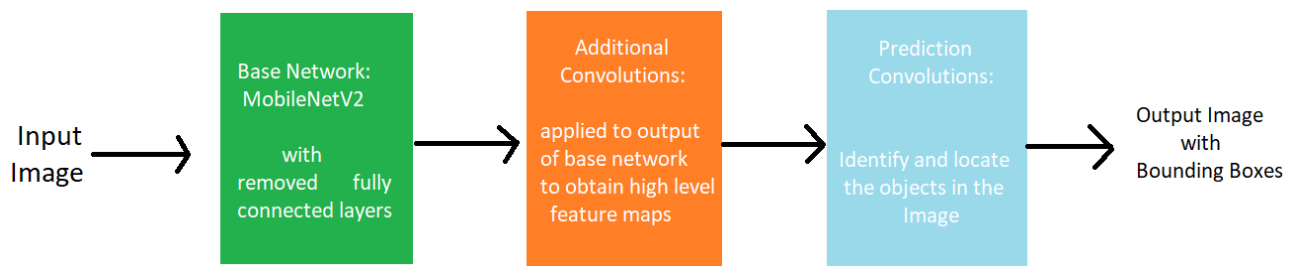 Input
Image
Base Network:
MobileNetV2
with
removed fully
connected layers
Additional
Convolutions:
applied to output
of base network
to obtain high level
feature maps
Prediction
Convolutions:
Identify and locate
the objects in the
Image
Output Image
with
Bounding Boxes